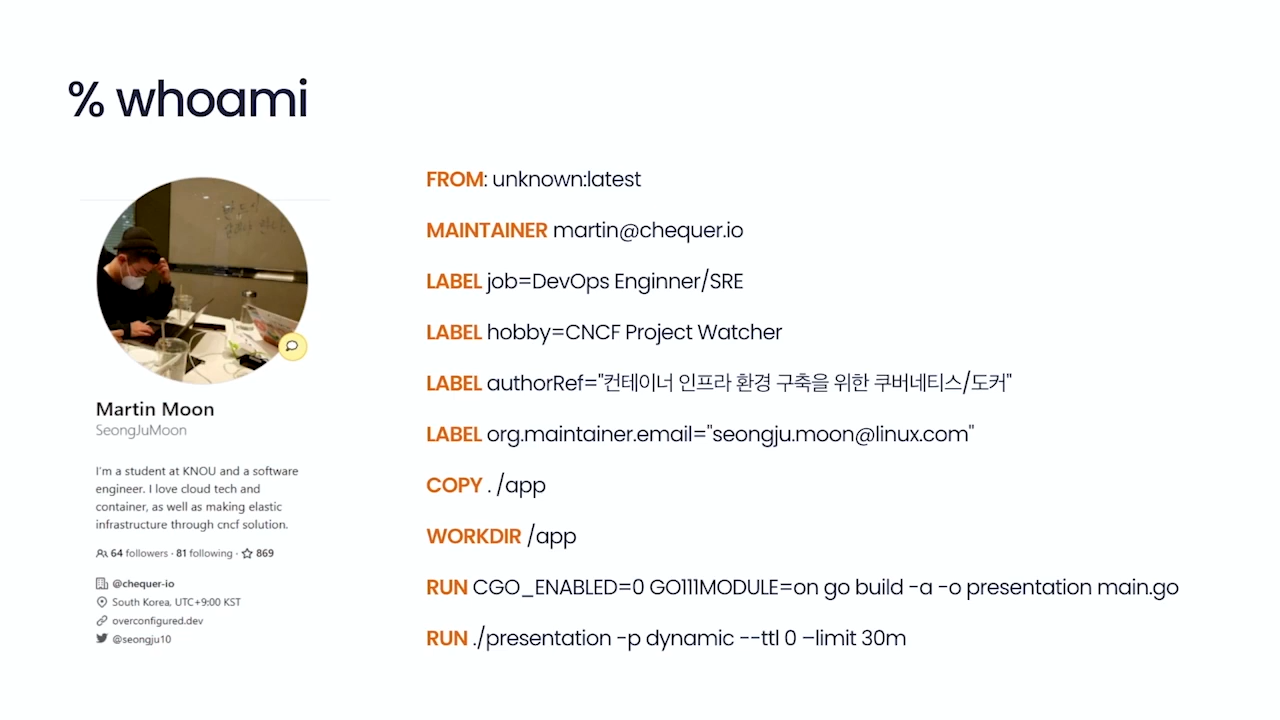 % whoami
FROM: unknown:latest
MAINTAINER martin@chequer.io
LABEL job=DevOps Enginner/SRE
LABEL hobby=CNCF Project Watcher
LABEL authorRef="컨테이너 인프라 환경 구축을 위한 쿠버네티스/도커"
LABEL org.maintainer.email="seongju.moon@linux.com"
COPY . /app
WORKDIR /app
RUN CGO_ENABLED=0 GO111MODULE=on go build -a -o presentation main.go
RUN ./presentation -p dynamic --ttl 0 –limit 30m
Martin Moon
SeongJuMoon
I'm a student at KNOU and a software
engineer. I love cloud tech and
container, as well as making elastic
infrastructure through cncf solution.
64 followers · 81 following · 869
@chequer-io
South Korea, UTC+9:00 KST
overconfigured.dev
@seongju10